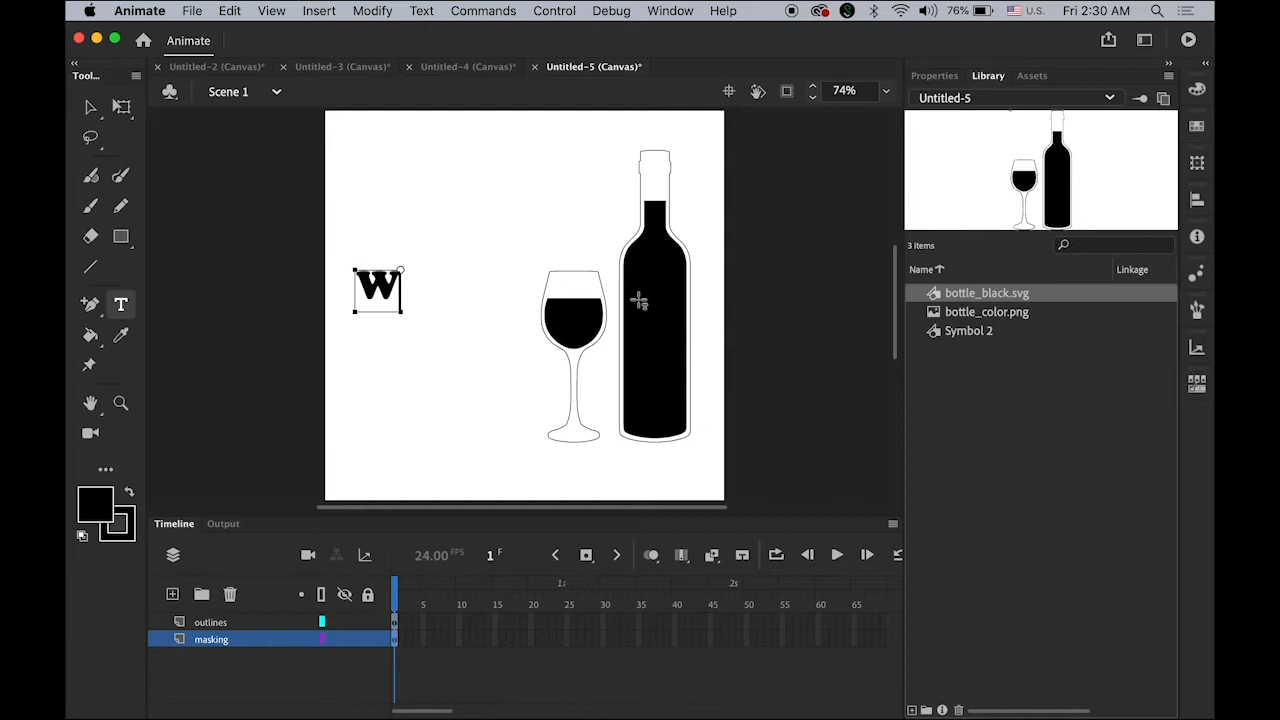 Animate File Edit View Insert Modify Text Commands Control Debug Window Help 76% U.S. Fri 2:30 AM
Animate
Untitled-2 (Canvas)* Untitled-3 (Canvas)* Untitled-4 (Canvas)* Untitled-5 (Canvas)*
Tool...
Scene 1 74%
w
Properties Library Assets
Untitled-5
3 Items
Name Linkage
bottle_black.svg
bottle_color.png
Symbol 2
Timeline Output
24.00 FPS 1 F
1s 2s
5 10 15 20 25 30 35 40 45 50 55 60 65
outlines
masking